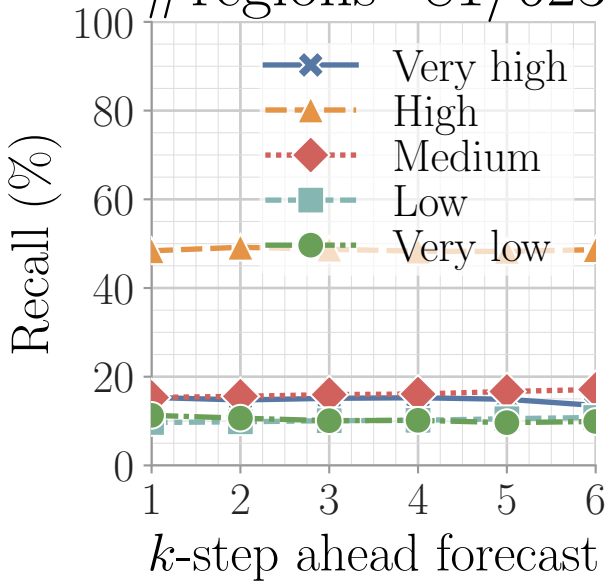 # regions
100
80
60
40
20
0
Recall (%)
Very high
High
Medium
Low
Very low
1 2 3 4 5 6
k-step ahead forecast